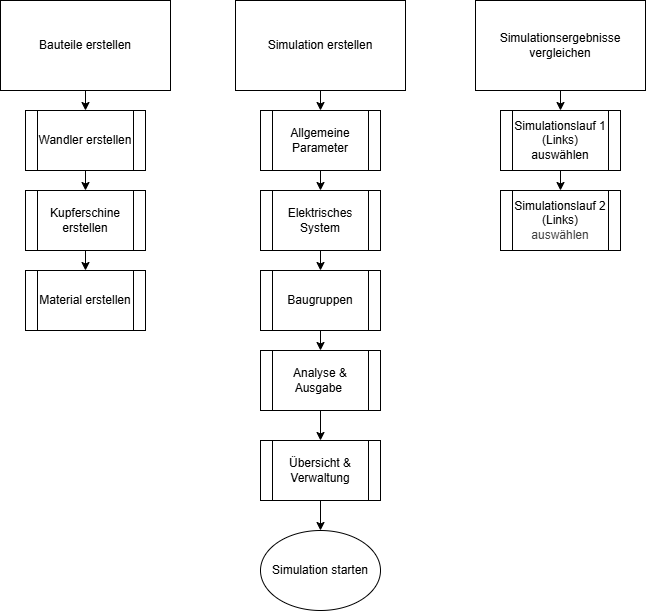 Bauteile erstellen
Wandler erstellen
Kupferschine
erstellen
Material erstellen
Simulation erstellen
Allgemeine
Parameter
Elektrisches
System
Baugruppen
Analyse &
Ausgabe
Übersicht &
Verwaltung
Simulation starten
Simulationsergebnisse
vergleichen
Simulationslauf 1
(Links)
auswählen
Simulationslauf 2
(Links)
auswählen